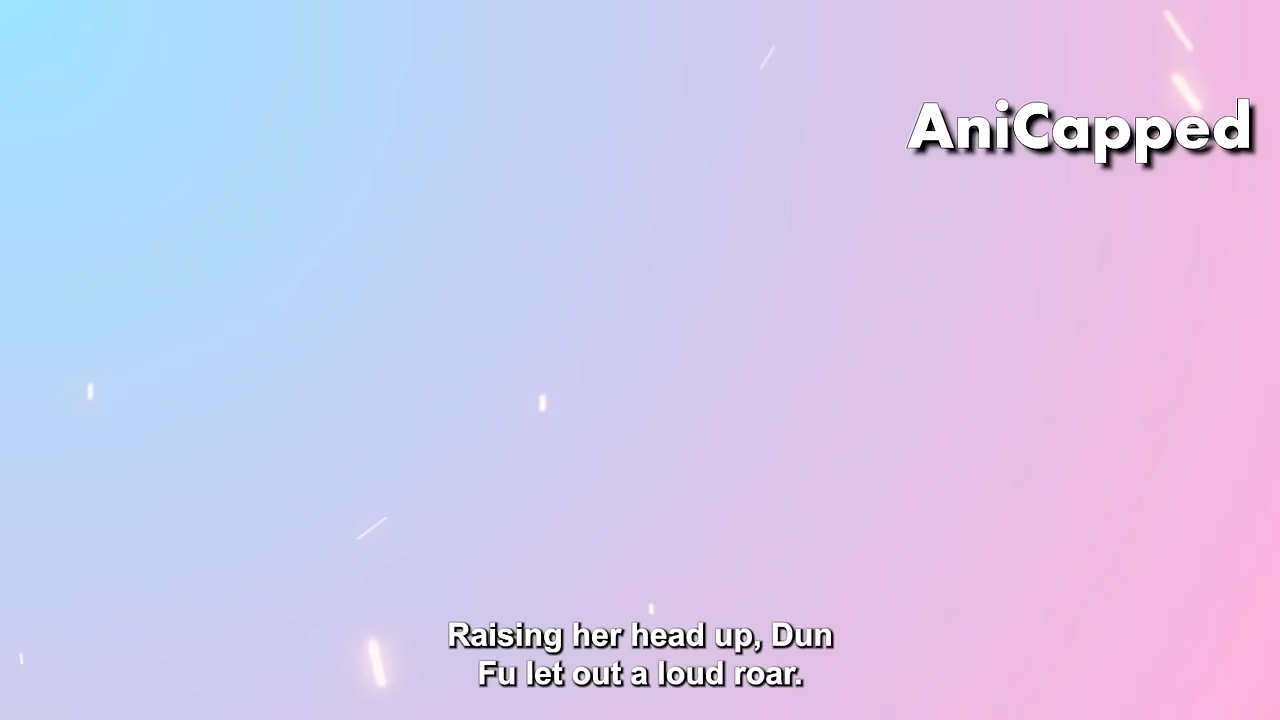 AniCapped
Raising her head up, Dun
Fu let out a loud roar.